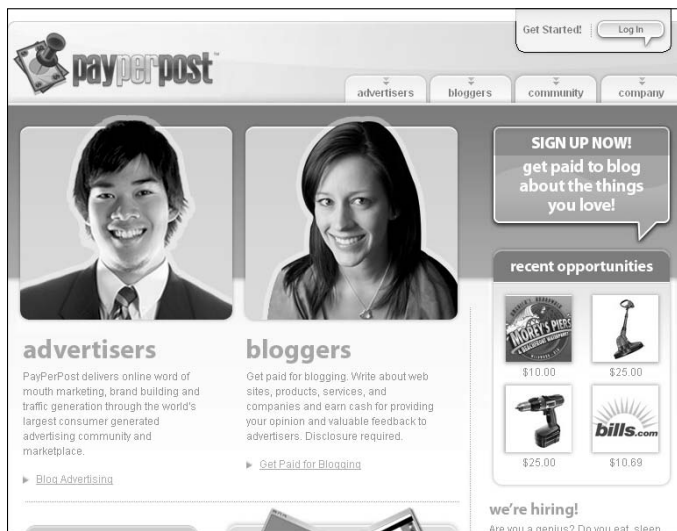 Get Started!
Log In
payperpost™
advertisers
bloggers
community
company
SIGN UP NOW!
get paid to blog
about the things
you love!
recent opportunities
MOREY'S PIERS
$10.00
$25.00
bills.com
$25.00
$10.69
advertisers
PayPerPost delivers online word of
mouth marketing, brand building and
traffic generation through the world's
largest consumer generated
advertising community and
marketplace.
Blog Advertising
bloggers
Get paid for blogging. Write about web
sites, products, services, and
companies and earn cash for providing
your opinion and valuable feedback to
advertisers. Disclosure required.
Get Paid for Blogging
we're hiring!
Are you a genius? Do you eat, sleep